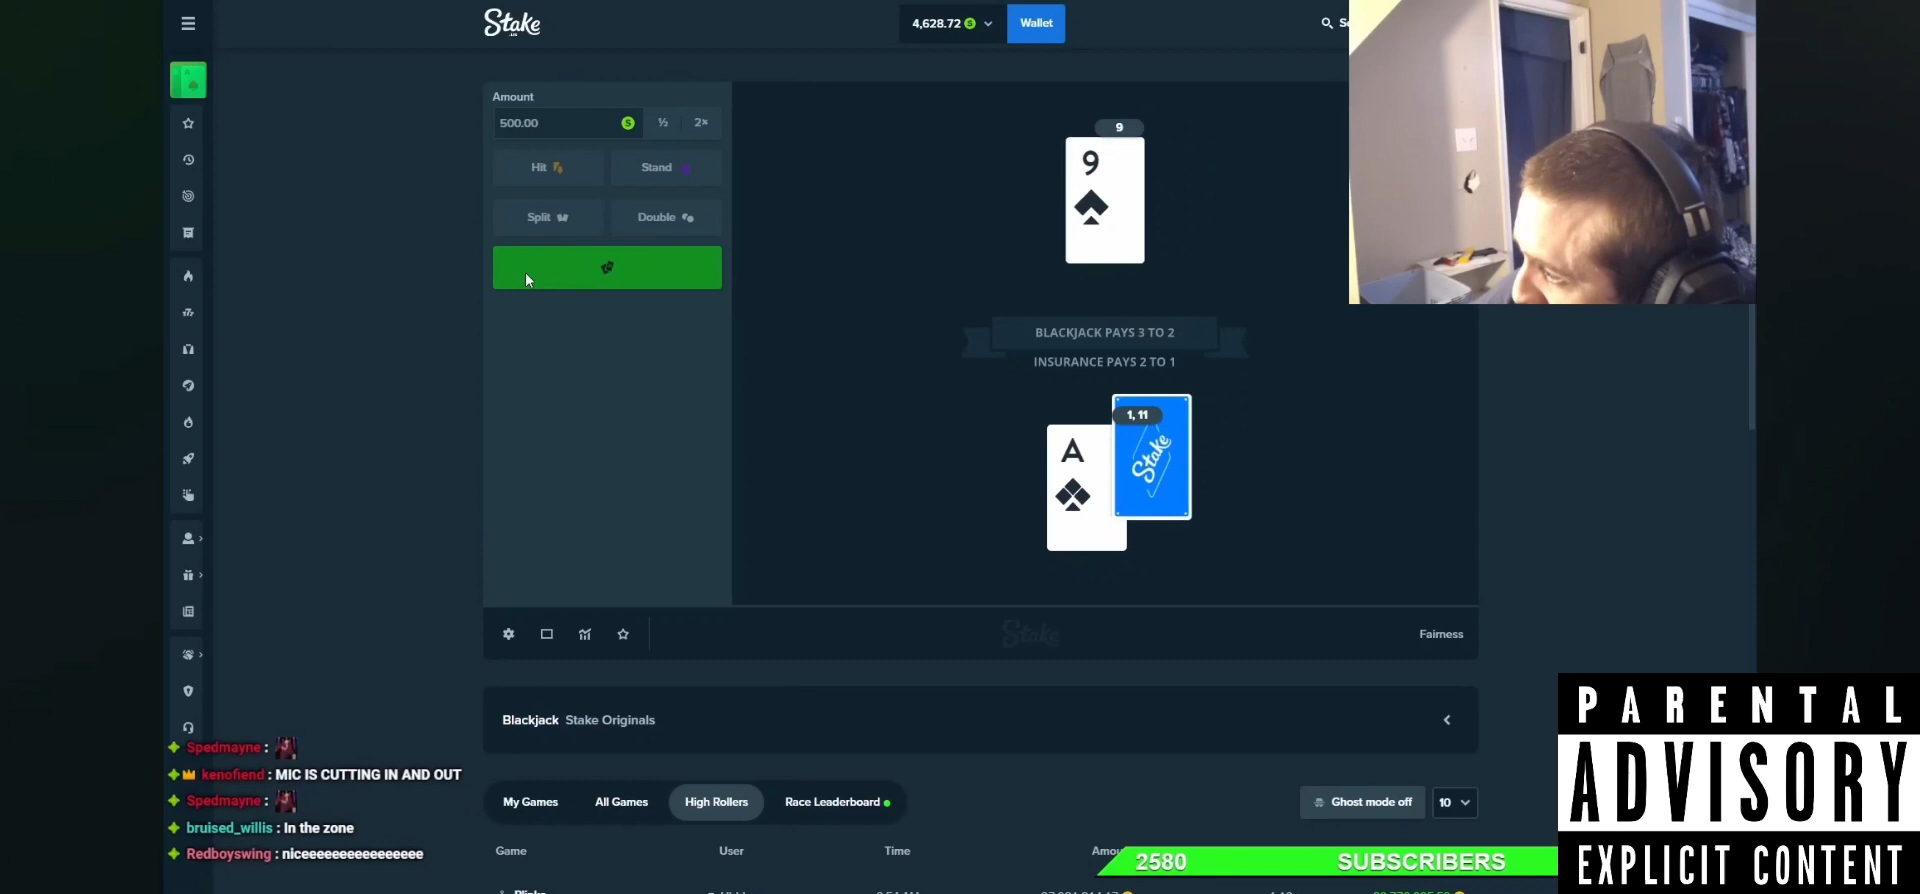 Stake
.us
4,628.72
Wallet
Amount
500.00
½
2×
Hit
Stand
Split
Double
9
9
BLACKJACK PAYS 3 TO 2
INSURANCE PAYS 2 TO 1
1, 11
A
Stake
Stake
Fairness
Blackjack Stake Originals
Spedmayne :
kenofiend : MIC IS CUTTING IN AND OUT
Spedmayne :
bruised_willis : In the zone
Redboyswing : niceeeeeeeeeeeeeeee
My Games
All Games
High Rollers
Race Leaderboard
Ghost mode off
10
Game
User
Time
2580 SUBSCRIBERS
PARENTAL
ADVISORY
EXPLICIT CONTENT